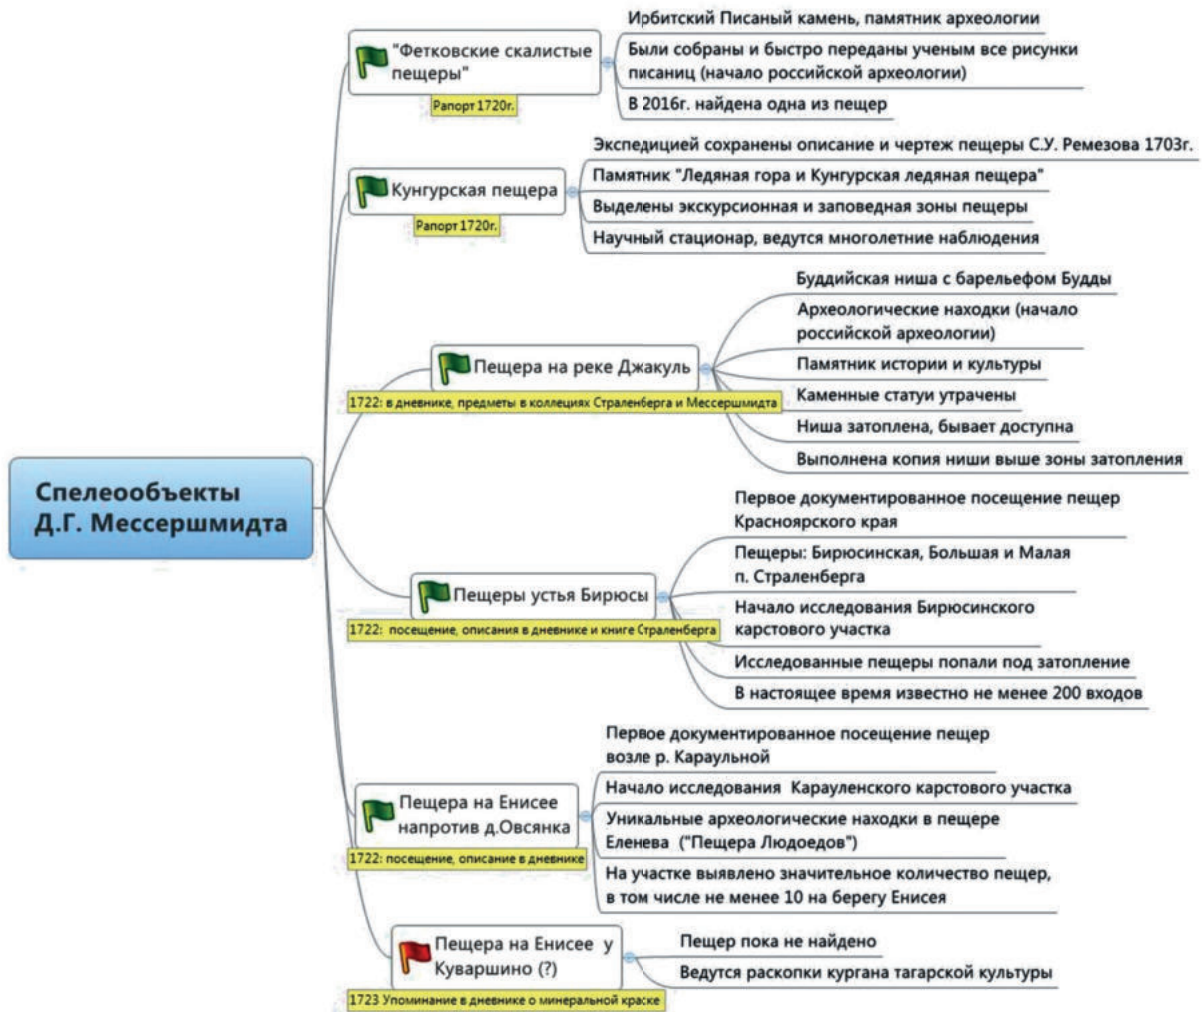 Спелеообъекты
Д.Г. Мессершмидта
"Фетковские скалистые
пещеры"
Рапорт 1720г.
Ирбитский Писаный камень, памятник археологии
Были собраны и быстро переданы ученым все рисунки
писаниц (начало российской археологии)
В 2016г. найдена одна из пещер
Кунгурская пещера
Рапорт 1720г.
Экспедицией сохранены описание и чертеж пещеры С.У. Ремезова 1703г.
Памятник "Ледяная гора и Кунгурская ледяная пещера"
Выделены экскурсионная и заповедная зоны пещеры
Научный стационар, ведутся многолетние наблюдения
Пещера на реке Джакуль
1722: в дневнике, предметы в коллециях Страленберга и Мессершмидта
Буддийская ниша с барельефом Будды
Археологические находки (начало
российской археологии)
Памятник истории и культуры
Каменные статуи утрачены
Ниша затоплена, бывает доступна
Выполнена копия ниши выше зоны затопления
Пещеры устья Бирюсы
1722: посещение, описания в дневнике и книге Страленберга
Первое документированное посещение пещер
Красноярского края
Пещеры: Бирюсинская, Большая и Малая
п. Страленберга
Начало исследования Бирюсинского
карстового участка
Исследованные пещеры попали под затопление
В настоящее время известно не менее 200 входов
Пещера на Енисее
напротив д.Овсянка
1722: посещение, описание в дневнике
Первое документированное посещение пещер
возле р. Караульной
Начало исследования Карауленского карстового участка
Уникальные археологические находки в пещере
Еленева ("Пещера Людоедов")
На участке выявлено значительное количество пещер,
в том числе не менее 10 на берегу Енисея
Пещера на Енисее у
Куваршино (?)
1723 Упоминание в дневнике о минеральной краске
Пещер пока не найдено
Ведутся раскопки кургана тагарской культуры